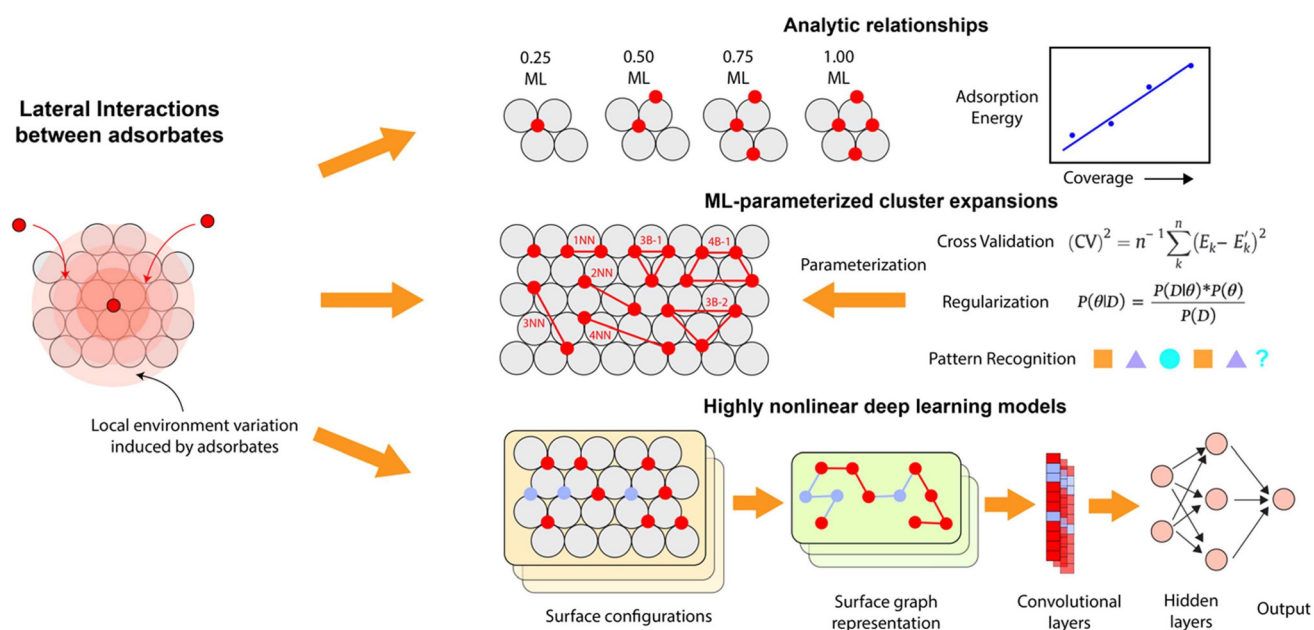 Lateral Interactions
between adsorbates
Local environment variation
induced by adsorbates
Analytic relationships
0.25
ML
0.50
ML
0.75
ML
1.00
ML
Adsorption
Energy
Coverage
ML-parameterized cluster expansions
1NN
3B-1
4B-1
2NN
3B-2
3NN
4NN
Parameterization
Cross Validation (CV)² = n⁻¹ ∑ₖⁿ (Eₖ − E′ₖ)²
Regularization P(θ|D) = P(D|θ)*P(θ) / P(D)
Pattern Recognition ?
Highly nonlinear deep learning models
Surface configurations
Surface graph
representation
Convolutional
layers
Hidden
layers
Output